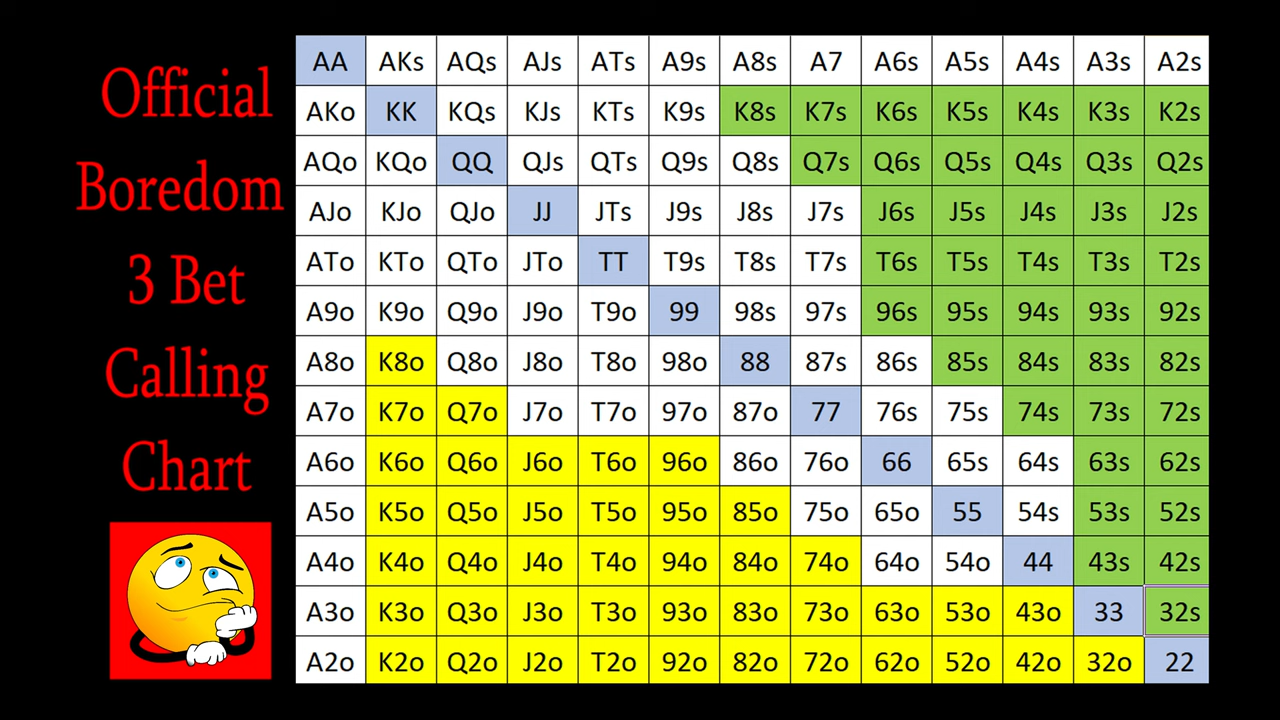 Official
Boredom
3 Bet
Calling
Chart
AA AKs AQs AJs ATs A9s A8s A7 A6s A5s A4s A3s A2s
AKo KK KQs KJs KTs K9s K8s K7s K6s K5s K4s K3s K2s
AQo KQo QQ QJs QTs Q9s Q8s Q7s Q6s Q5s Q4s Q3s Q2s
AJo KJo QJo JJ JTs J9s J8s J7s J6s J5s J4s J3s J2s
ATo KTo QTo JTo TT T9s T8s T7s T6s T5s T4s T3s T2s
A9o K9o Q9o J9o T9o 99 98s 97s 96s 95s 94s 93s 92s
A8o K8o Q8o J8o T8o 98o 88 87s 86s 85s 84s 83s 82s
A7o K7o Q7o J7o T7o 97o 87o 77 76s 75s 74s 73s 72s
A6o K6o Q6o J6o T6o 96o 86o 76o 66 65s 64s 63s 62s
A5o K5o Q5o J5o T5o 95o 85o 75o 65o 55 54s 53s 52s
A4o K4o Q4o J4o T4o 94o 84o 74o 64o 54o 44 43s 42s
A3o K3o Q3o J3o T3o 93o 83o 73o 63o 53o 43o 33 32s
A2o K2o Q2o J2o T2o 92o 82o 72o 62o 52o 42o 32o 22